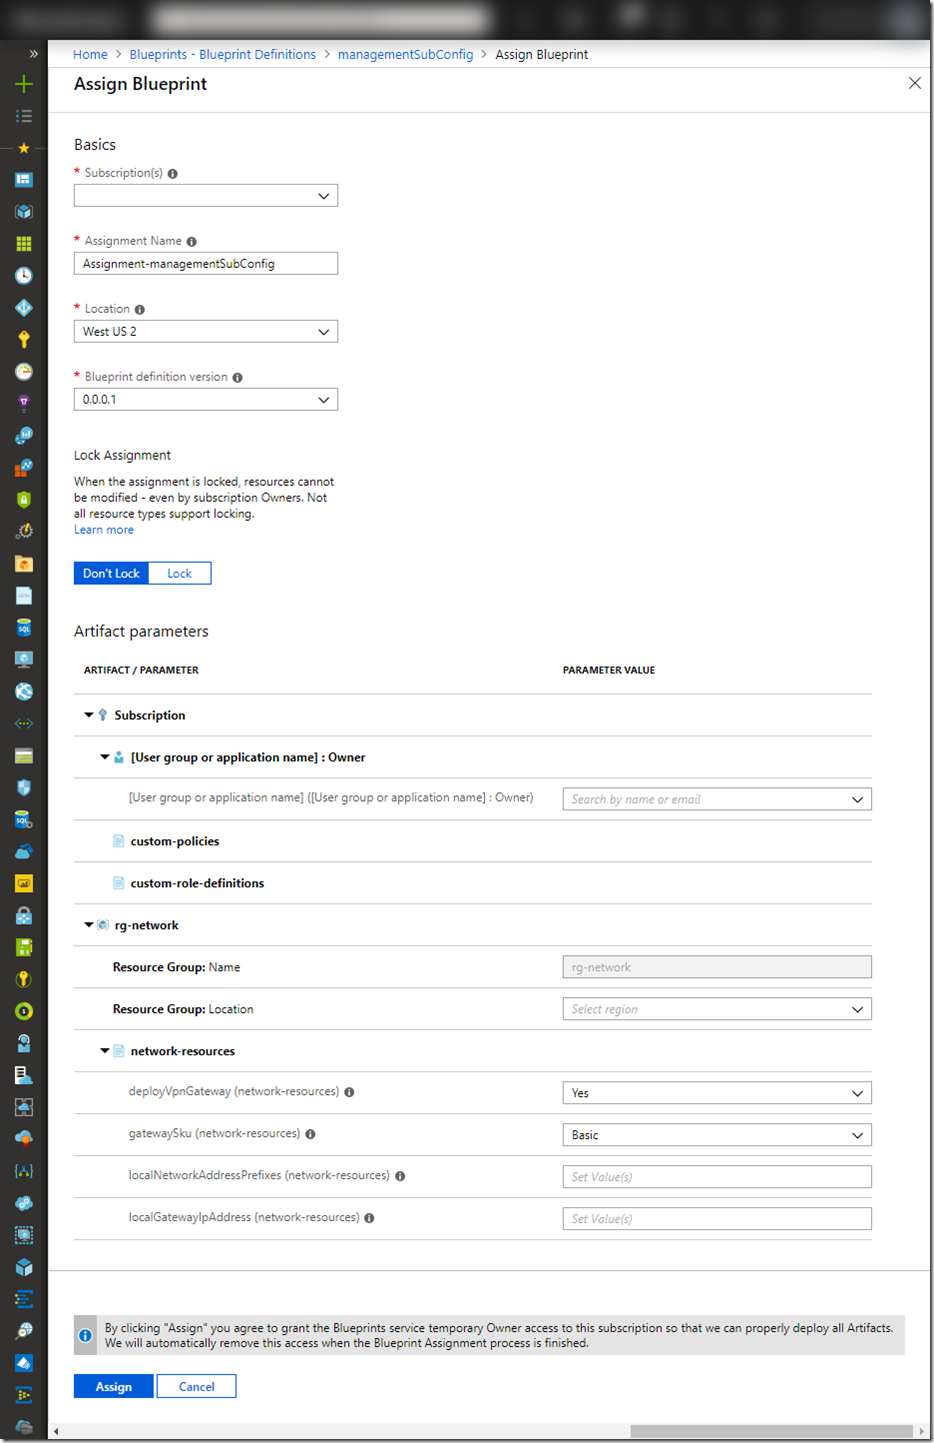 Home > Blueprints - Blueprint Definitions > managementSubConfig > Assign Blueprint
Assign Blueprint
Basics
* Subscription(s)
* Assignment Name
Assignment-managementSubConfig
* Location
West US 2
* Blueprint definition version
0.0.0.1
Lock Assignment
When the assignment is locked, resources cannot
be modified - even by subscription Owners. Not
all resource types support locking.
Learn more
Don't Lock Lock
Artifact parameters
ARTIFACT / PARAMETER PARAMETER VALUE
Subscription
[User group or application name] : Owner
[User group or application name] ([User group or application name] : Owner) Search by name or email
custom-policies
custom-role-definitions
rg-network
Resource Group: Name rg-network
Resource Group: Location Select region
network-resources
deployVpnGateway (network-resources) Yes
gatewaySku (network-resources) Basic
localNetworkAddressPrefixes (network-resources) Set Value(s)
localGatewayIpAddress (network-resources) Set Value(s)
By clicking "Assign" you agree to grant the Blueprints service temporary Owner access to this subscription so that we can properly deploy all Artifacts.
We will automatically remove this access when the Blueprint Assignment process is finished.
Assign Cancel